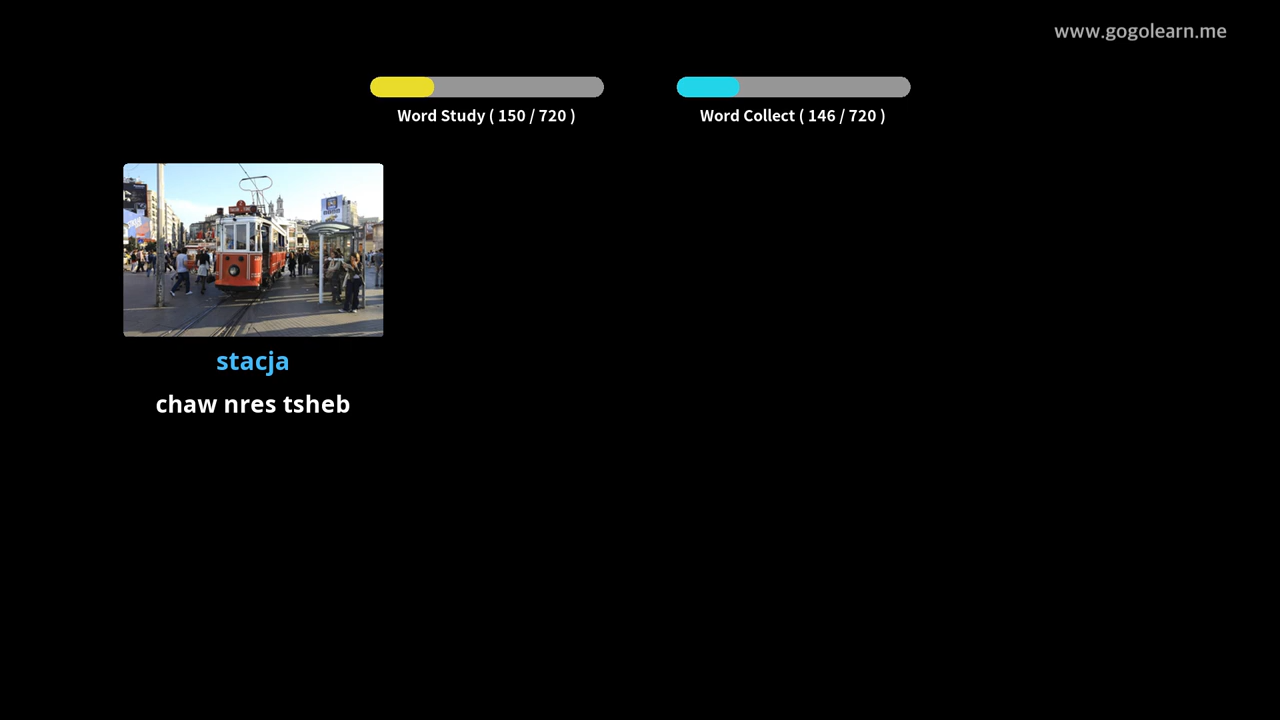 www.gogolearn.me
Word Study ( 150 / 720 )
Word Collect ( 146 / 720 )
stacja
chaw nres tsheb